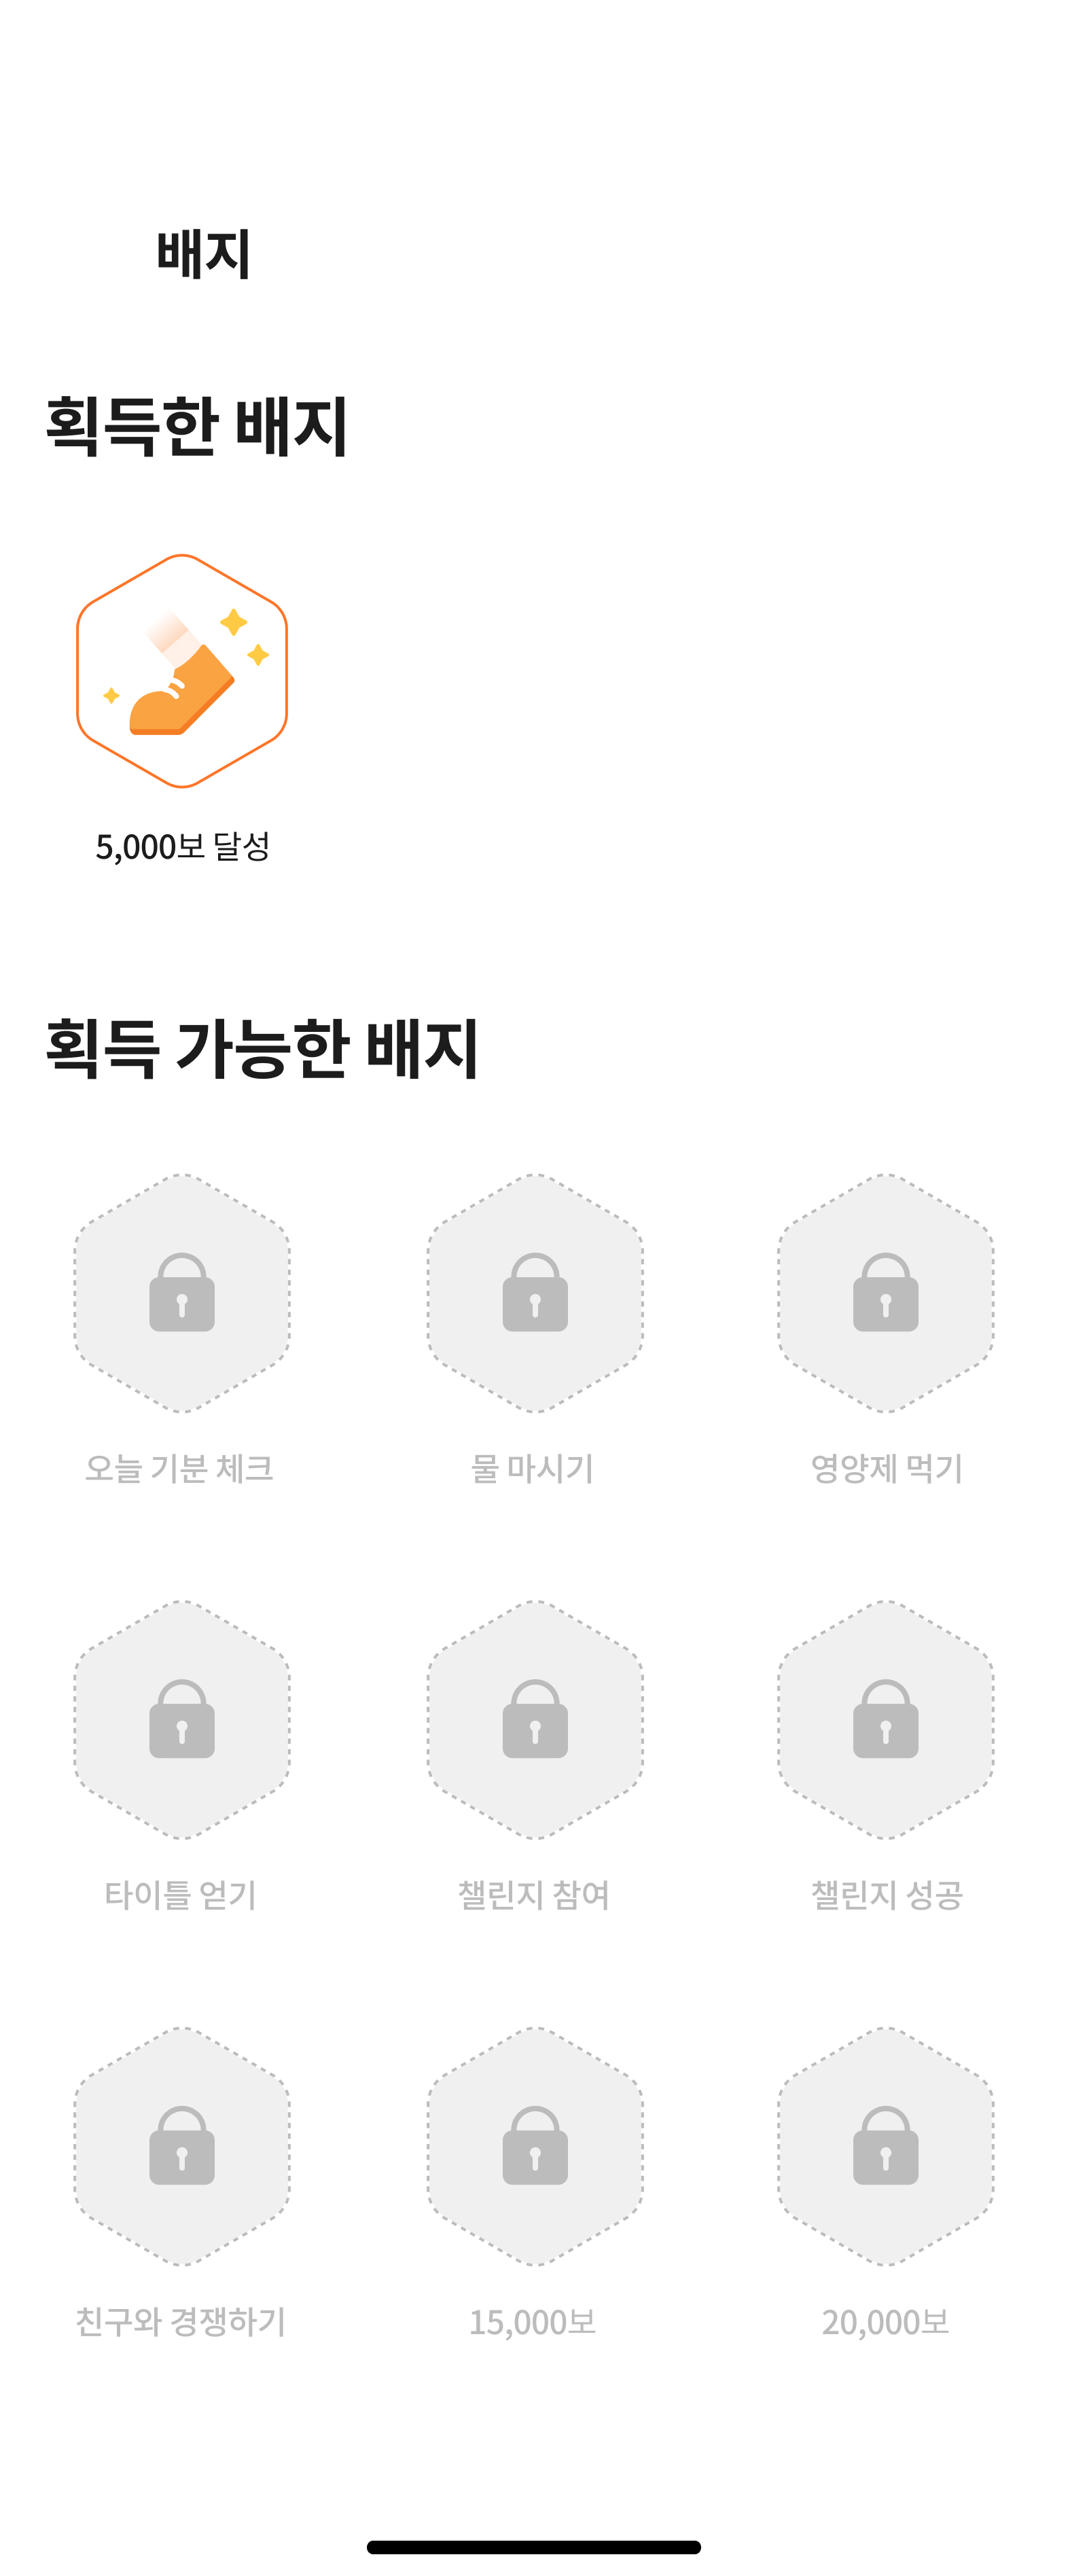 배지
획득한 배지
5,000보 달성
획득 가능한 배지
오늘 기분 체크
물 마시기
영양제 먹기
타이틀 얻기
챌린지 참여
챌린지 성공
친구와 경쟁하기
15,000보
20,000보